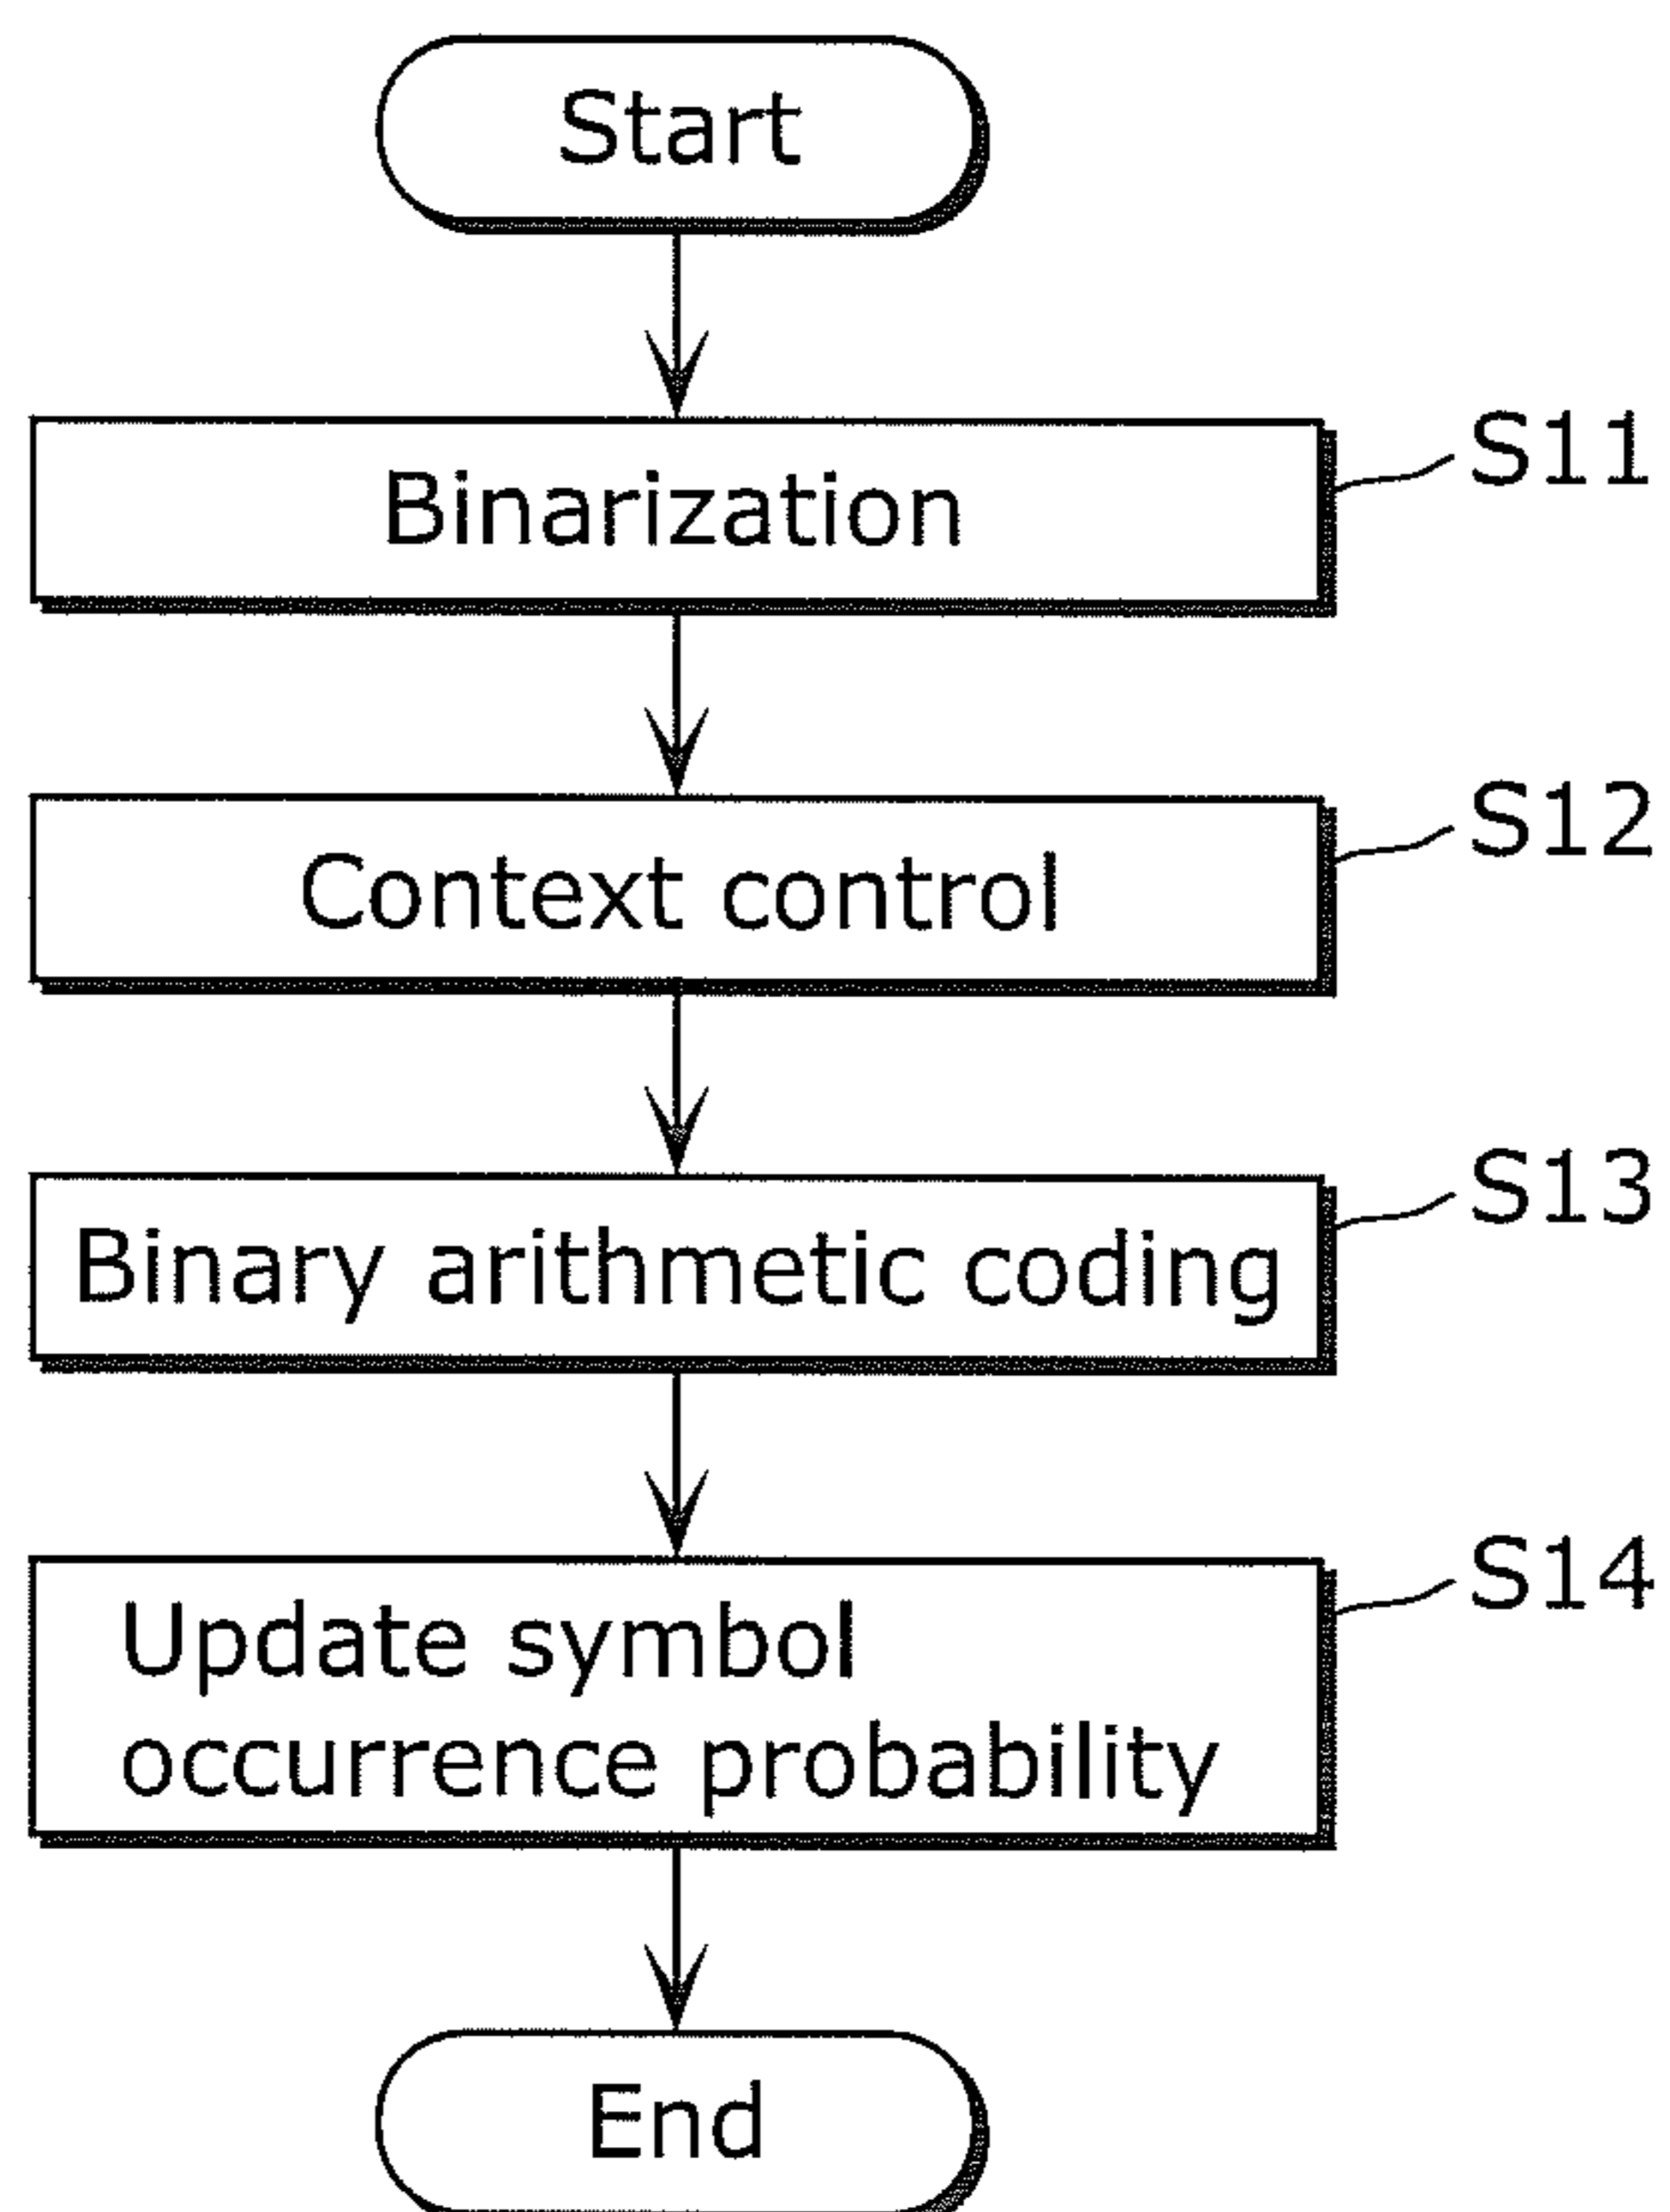 Start
Binarization
S11
Context control
S12
Binary arithmetic coding
S13
Update symbol
occurrence probability
S14
End